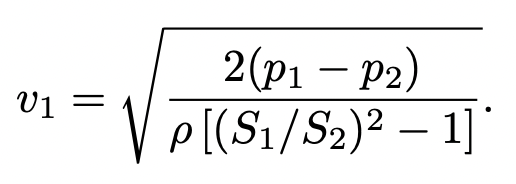 v₁ = √(2(p₁ − p₂) / (ρ [(S₁/S₂)² − 1])).